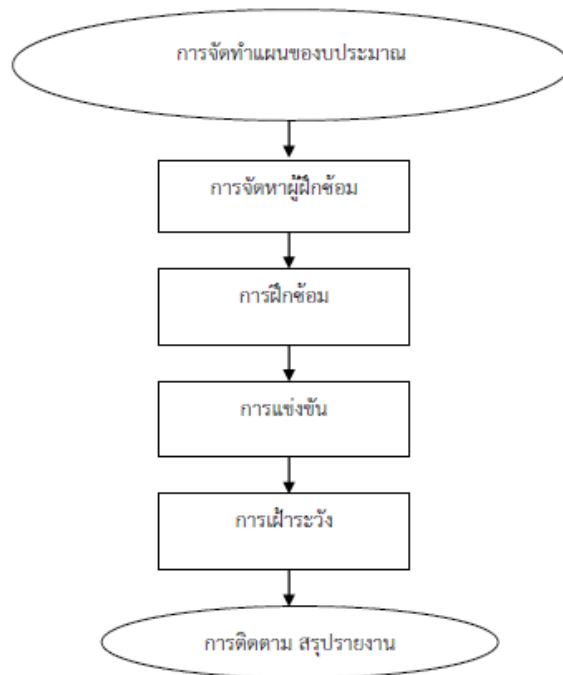 การจัดทำแผนของบประมาณ
การจัดหาผู้ฝึกซ้อม
การฝึกซ้อม
การแข่งขัน
การเฝ้าระวัง
การติดตาม สรุปรายงาน